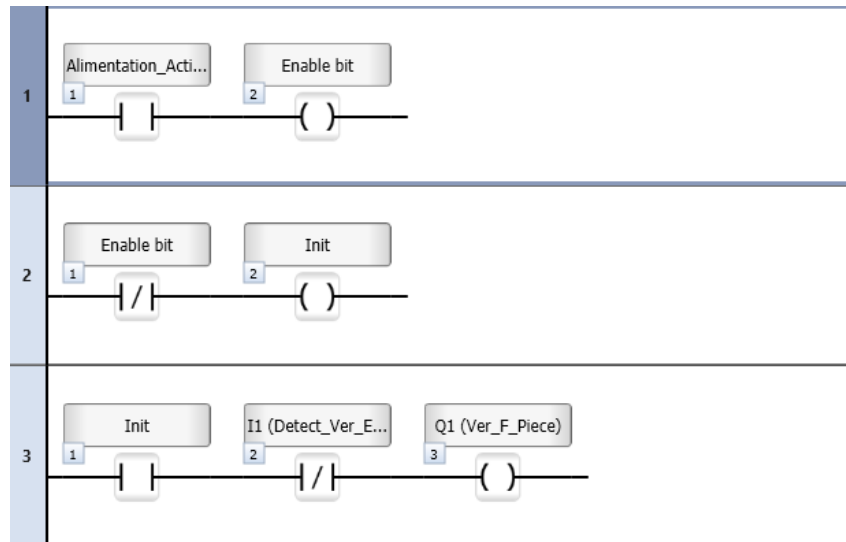 Alimentation_Acti...
Enable bit
1
1
2
Enable bit
Init
2
1
2
Init
I1 (Detect_Ver_E...
Q1 (Ver_F_Piece)
3
1
2
3